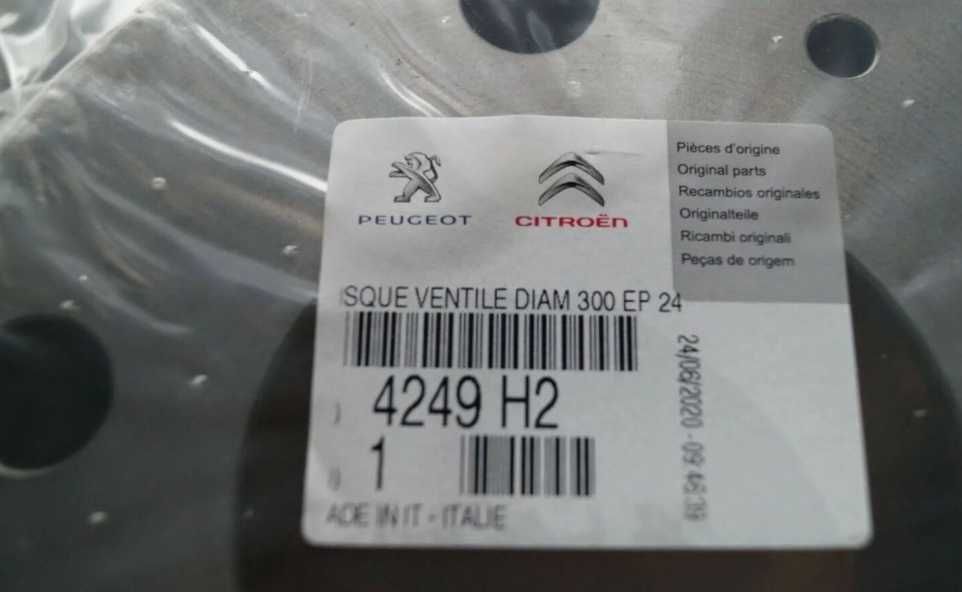 PEUGEOT
CITROËN
Pièces d'origine
Original parts
Recambios originales
Originalteile
Ricambi originali
Peças de origem
ISQUE VENTILE DIAM 300 EP 24
4249 H2
1
ADE IN IT - ITALIE
24/06/2020 - 09:46:39